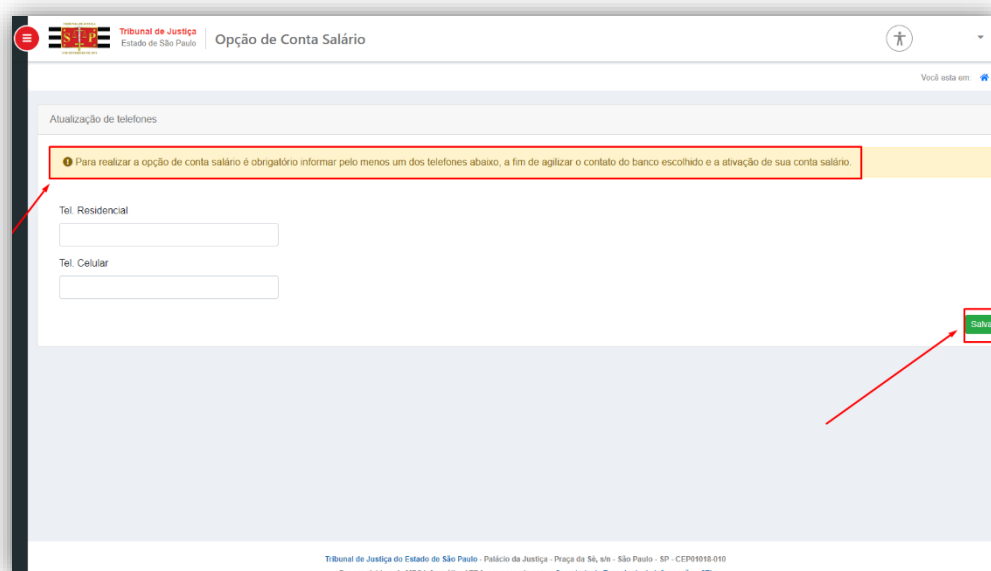 Tribunal de Justiça
Estado de São Paulo
Opção de Conta Salário
Você esta em:
Atualização de telefones
Para realizar a opção de conta salário é obrigatório informar pelo menos um dos telefones abaixo, a fim de agilizar o contato do banco escolhido e a ativação de sua conta salário.
Tel. Residencial
Tel. Celular
Salva
Tribunal de Justiça do Estado de São Paulo - Palácio da Justiça - Praça da Sé, s/n - São Paulo - SP - CEP01018-010